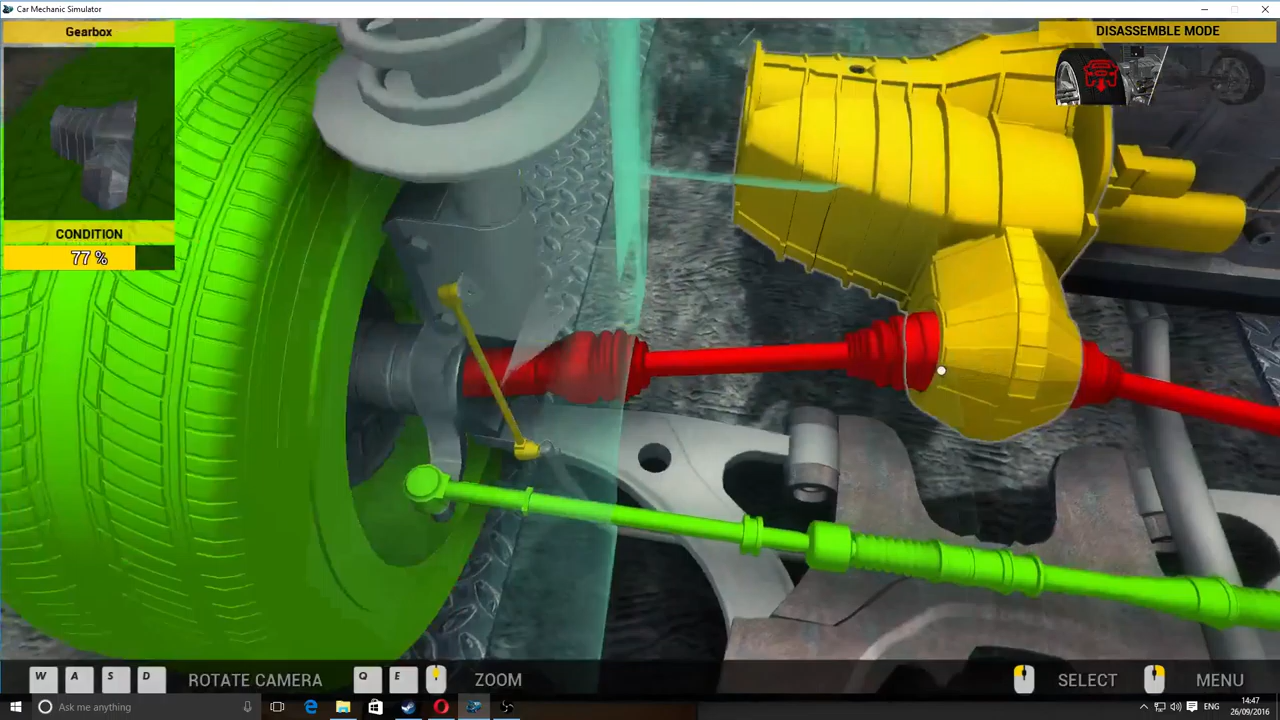 Car Mechanic Simulator
Gearbox
DISASSEMBLE MODE
CONDITION
77 %
W A S D ROTATE CAMERA Q E ZOOM SELECT MENU
Ask me anything
ENG
14:47
26/09/2016